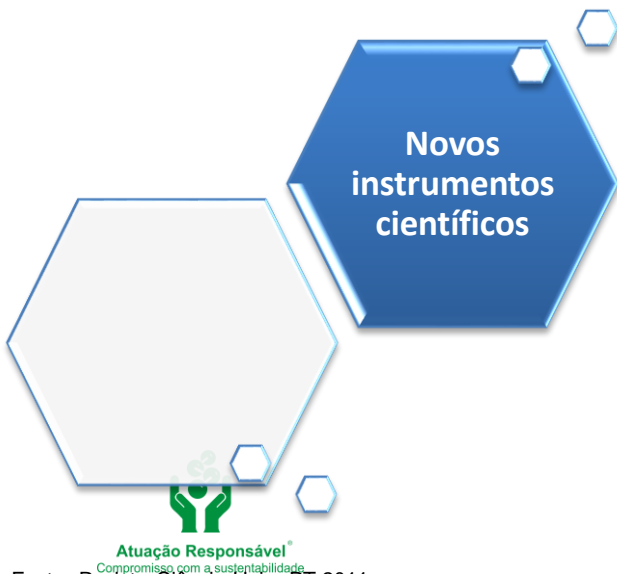 Novos
instrumentos
científicos
Atuação Responsável®
Compromisso com a sustentabilidade